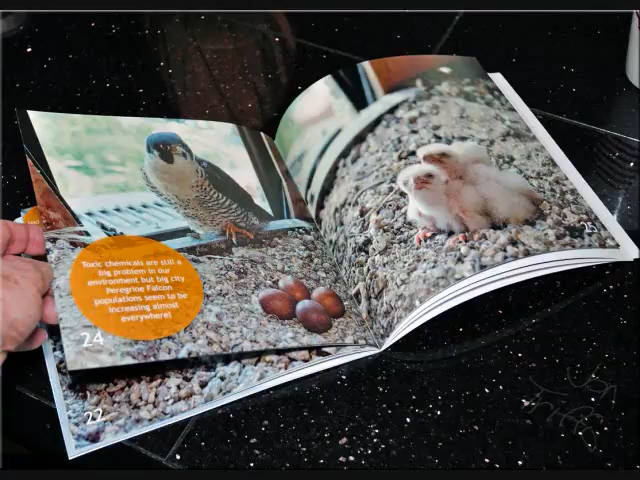 Toxic chemicals are still a
big problem in our
environment but big city
Peregrine Falcon
populations seem to be
increasing almost
everywhere!
24
22
25